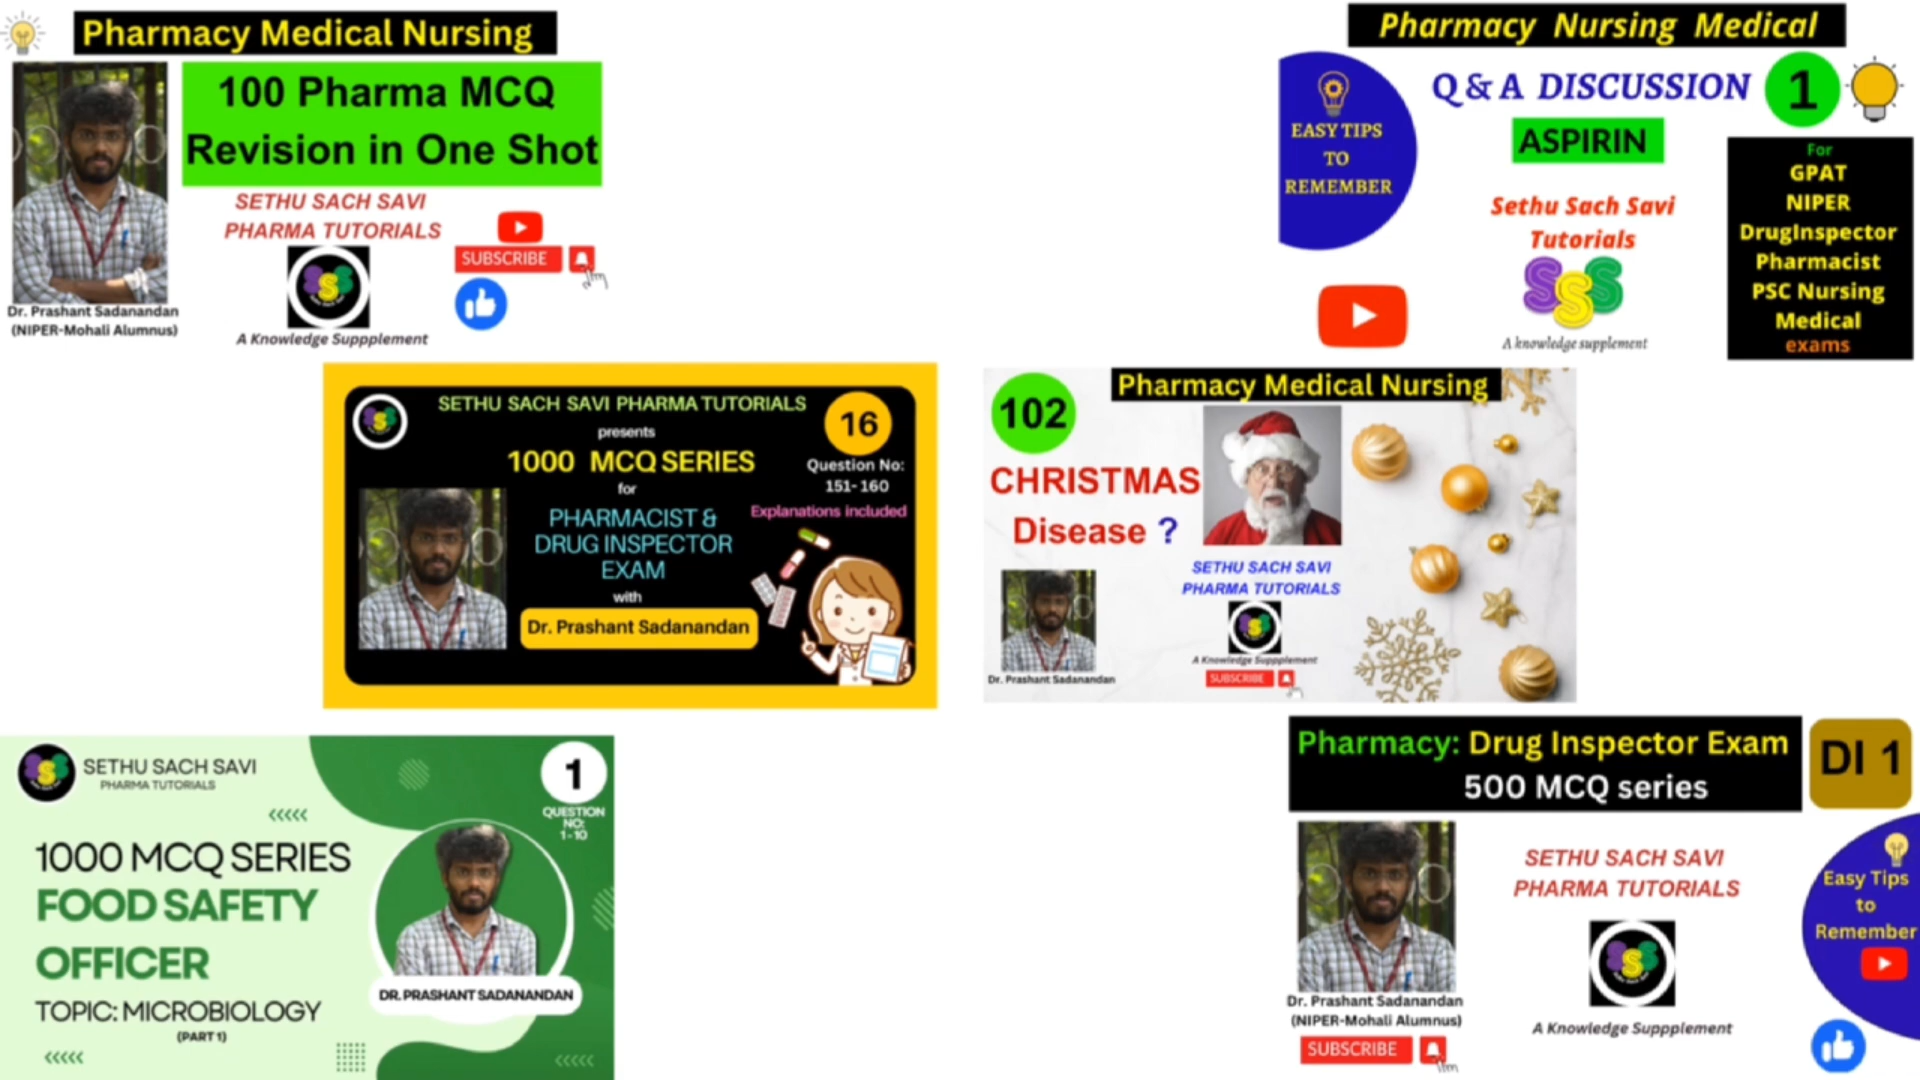 Pharmacy Medical Nursing
100 Pharma MCQ
Revision in One Shot
SETHU SACH SAVI
PHARMA TUTORIALS
SUBSCRIBE
Dr. Prashant Sadanandan
(NIPER-Mohali Alumnus)
A Knowledge Suppplement
Pharmacy Nursing Medical
EASY TIPS
TO
REMEMBER
Q & A DISCUSSION
1
ASPIRIN
Sethu Sach Savi
Tutorials
SSS
A knowledge supplement
For
GPAT
NIPER
DrugInspector
Pharmacist
PSC Nursing
Medical
exams
SETHU SACH SAVI PHARMA TUTORIALS
presents
1000 MCQ SERIES
for
PHARMACIST &
DRUG INSPECTOR
EXAM
with
Dr. Prashant Sadanandan
16
Question No:
151-160
Explanations included
102
Pharmacy Medical Nursing
CHRISTMAS
Disease ?
SETHU SACH SAVI
PHARMA TUTORIALS
A Knowledge Suppplement
SUBSCRIBE
Dr. Prashant Sadanandan
SETHU SACH SAVI
PHARMA TUTORIALS
1
QUESTION
NO:
1-10
1000 MCQ SERIES
FOOD SAFETY
OFFICER
TOPIC: MICROBIOLOGY
(PART 1)
DR. PRASHANT SADANANDAN
Pharmacy: Drug Inspector Exam
500 MCQ series
DI 1
SETHU SACH SAVI
PHARMA TUTORIALS
A Knowledge Suppplement
Dr. Prashant Sadanandan
(NIPER-Mohali Alumnus)
SUBSCRIBE
Easy Tips
to
Remember